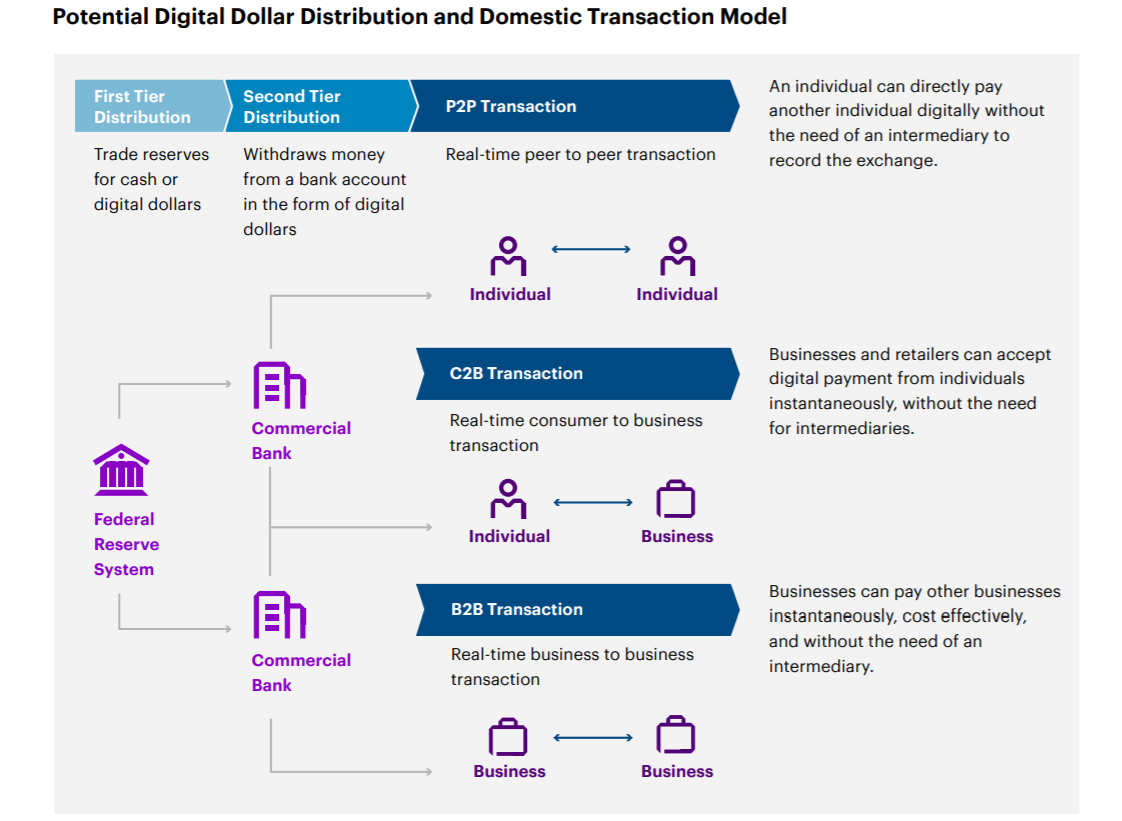 Potential Digital Dollar Distribution and Domestic Transaction Model
First Tier
Distribution
Second Tier
Distribution
P2P Transaction
An individual can directly pay
another individual digitally without
the need of an intermediary to
record the exchange.
Trade reserves
for cash or
digital dollars
Withdraws money
from a bank account
in the form of digital
dollars
Real-time peer to peer transaction
Individual
Individual
C2B Transaction
Businesses and retailers can accept
digital payment from individuals
instantaneously, without the need
for intermediaries.
Real-time consumer to business
transaction
Commercial
Bank
Federal
Reserve
System
Individual
Business
B2B Transaction
Businesses can pay other businesses
instantaneously, cost effectively,
and without the need of an
intermediary.
Real-time business to business
transaction
Commercial
Bank
Business
Business